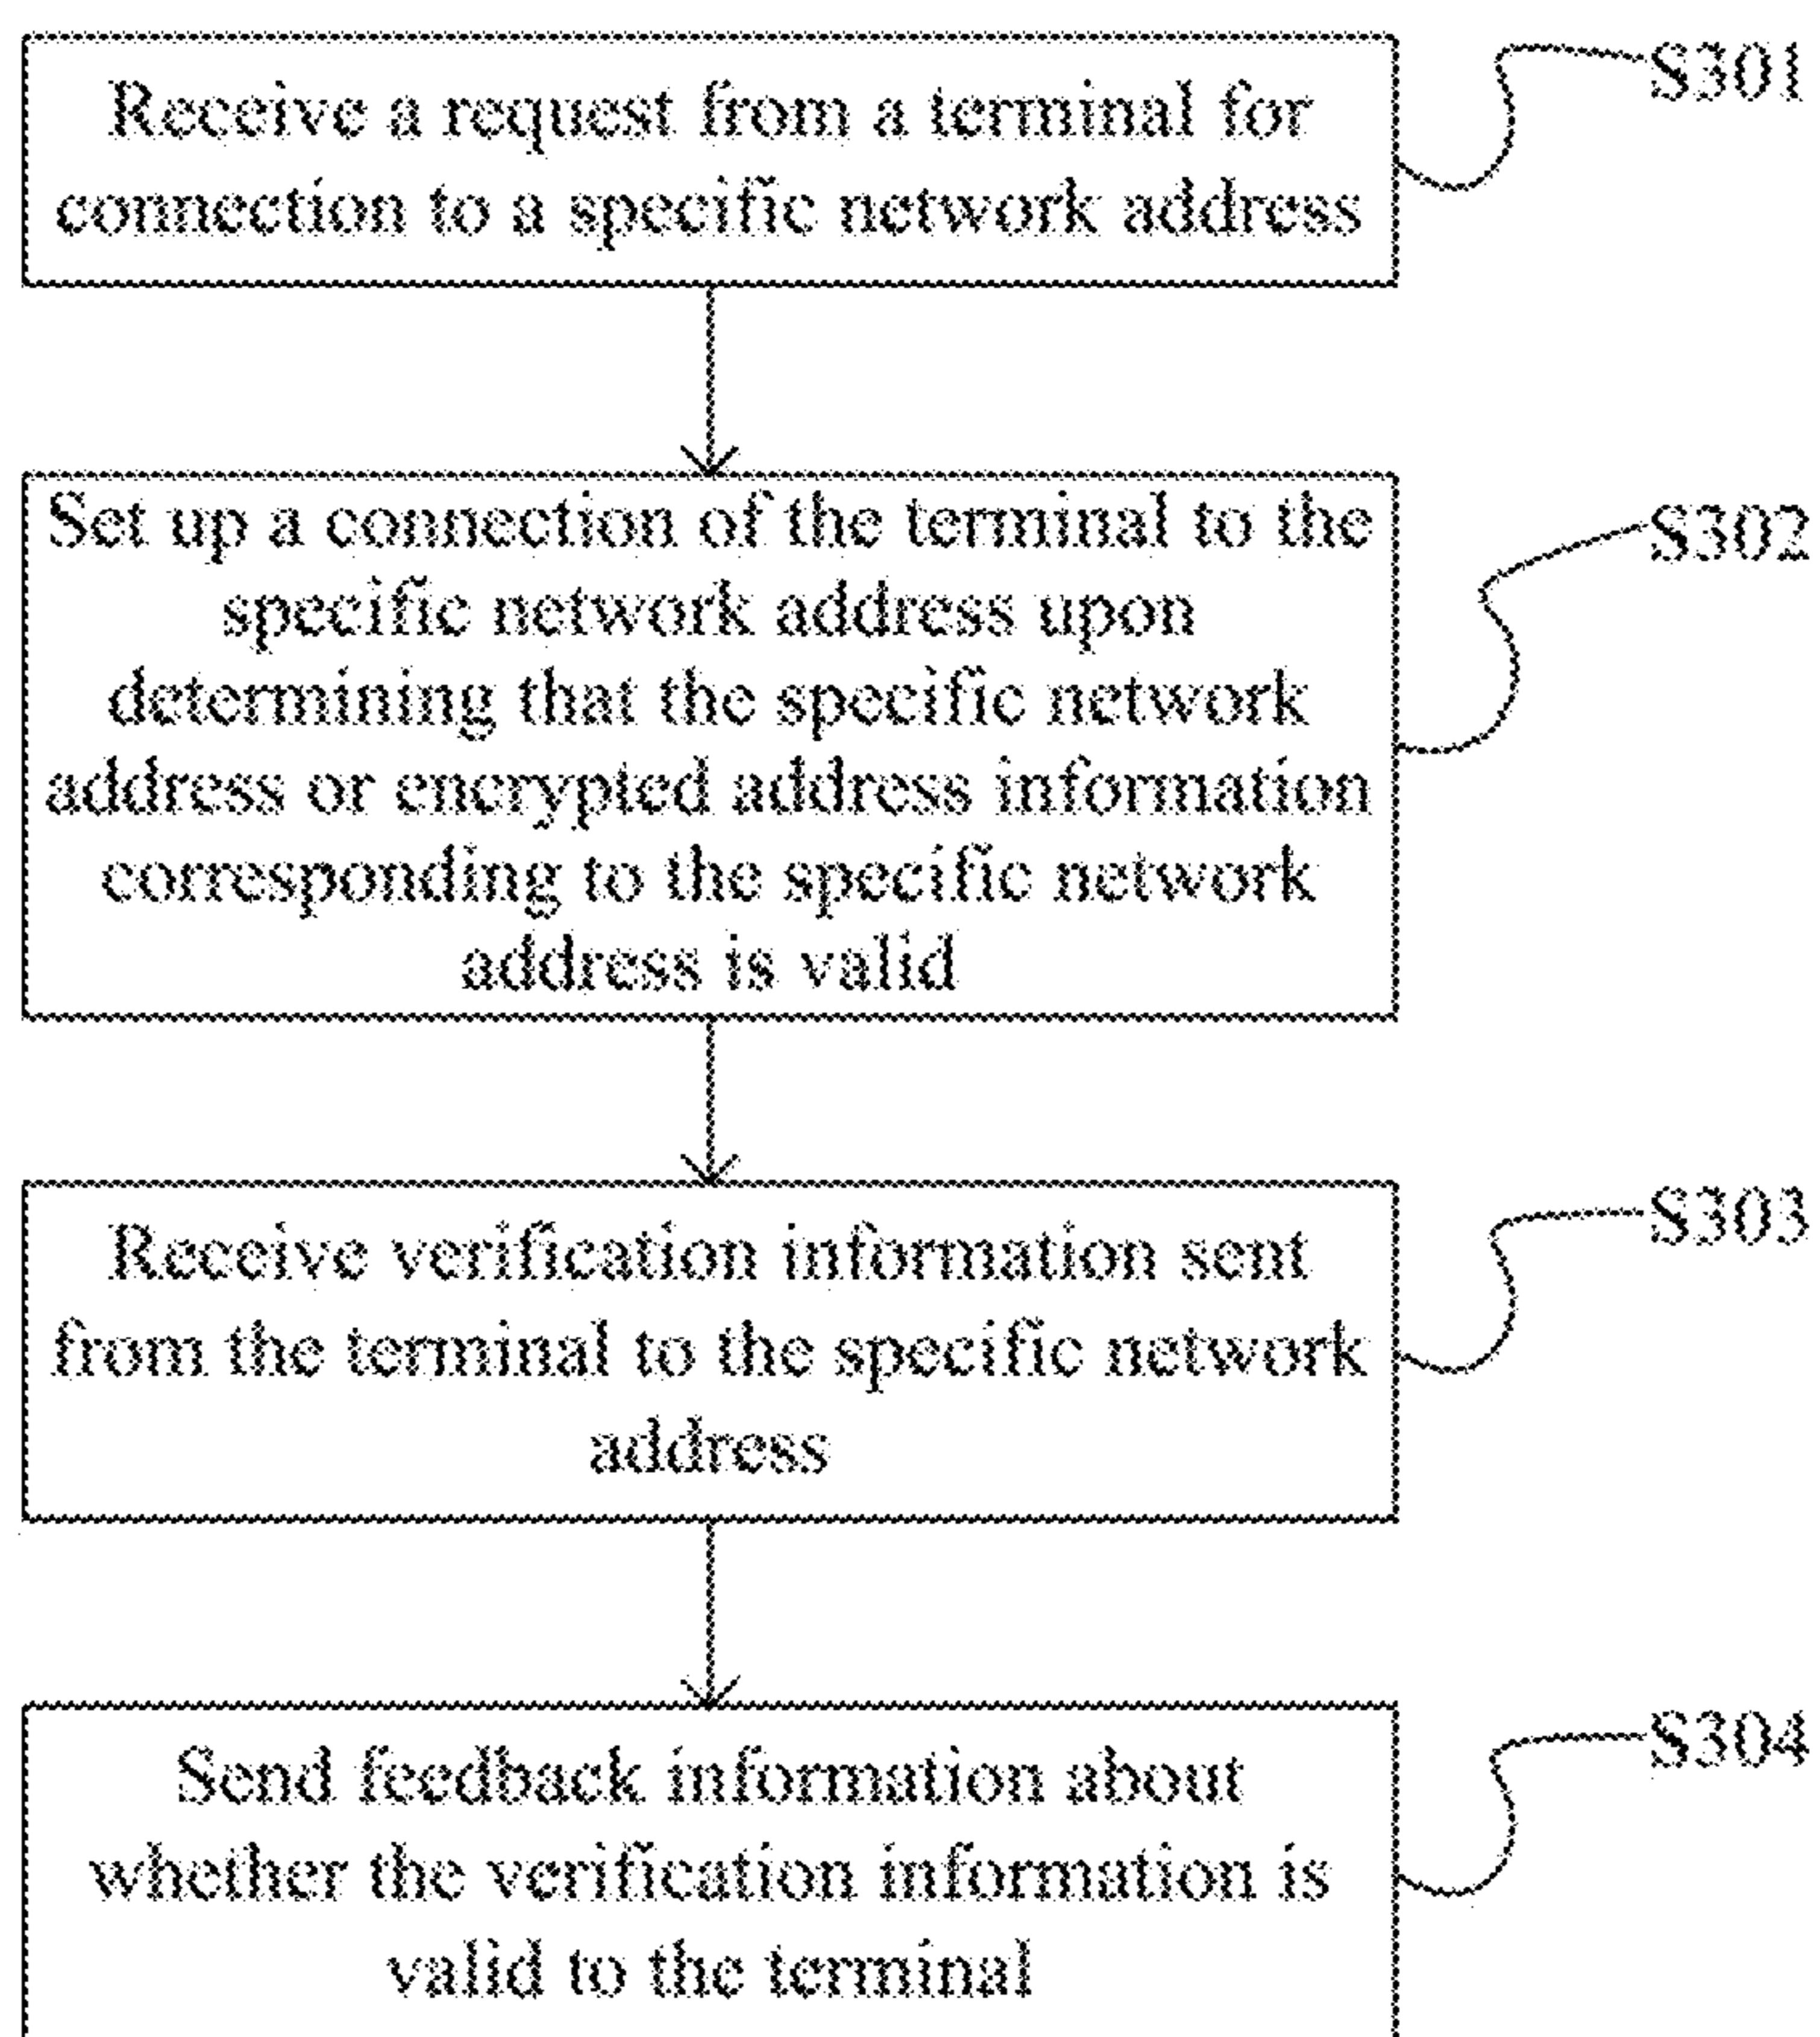 Receive a request from a terminal for
connection to a specific network address
S301
Set up a connection of the terminal to the
specific network address upon
determining that the specific network
address or encrypted address information
corresponding to the specific network
address is valid
S302
Receive verification information sent
from the terminal to the specific network
address
S303
Send feedback information about
whether the verification information is
valid to the terminal
S304